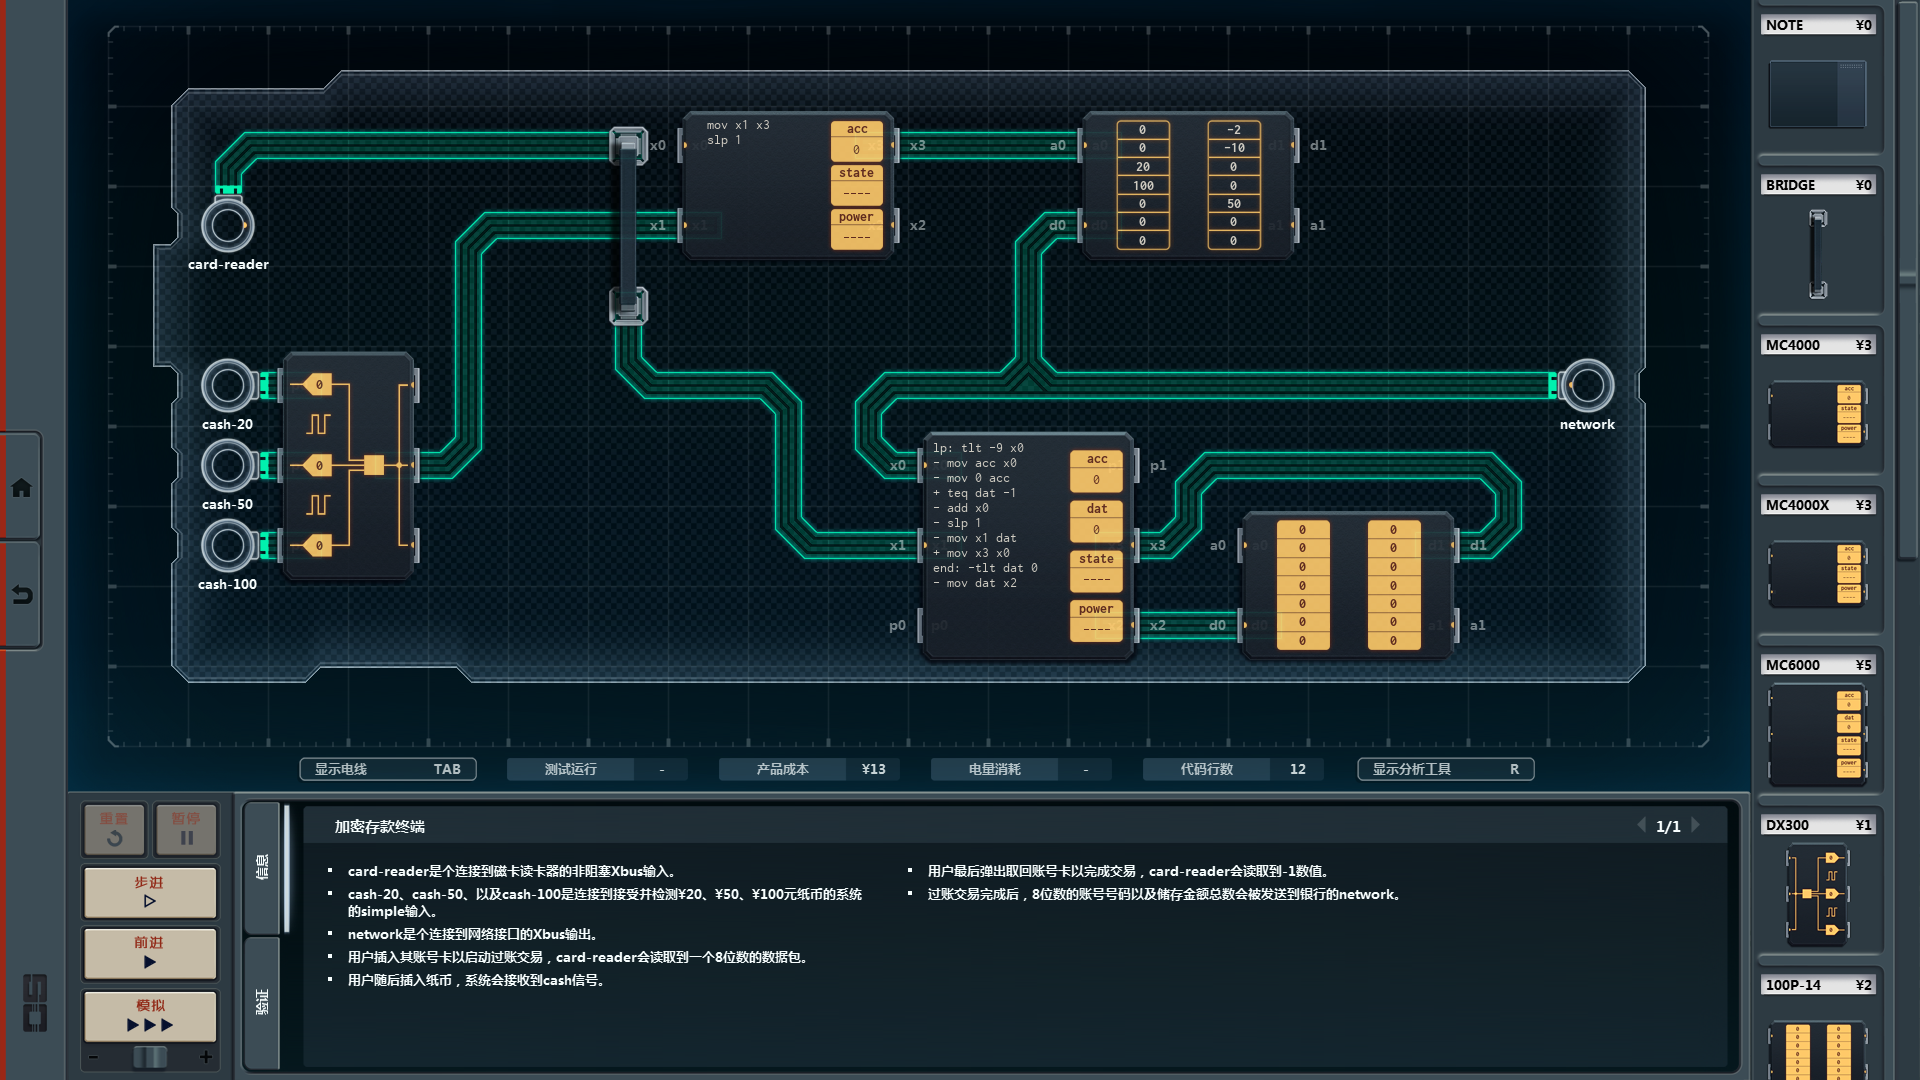 card-reader
cash-20
cash-50
cash-100
network
0
0
0
x0
x1
x3
x2
mov x1 x3
slp 1
acc
0
state
----
power
----
a0
d0
d1
a1
0
0
20
100
0
0
0
-2
-10
0
0
50
0
0
x0
x1
p0
p1
x3
x2
lp: tlt -9 x0
- mov acc x0
- mov 0 acc
+ teq dat -1
- add x0
- slp 1
- mov x1 dat
+ mov x3 x0
end: -tlt dat 0
- mov dat x2
acc
0
dat
0
state
----
power
----
a0
d0
d1
a1
0
0
0
0
0
0
0
0
0
0
0
0
0
0
显示电线 TAB
测试运行 -
产品成本 ¥13
电量消耗 -
代码行数 12
显示分析工具 R
重置
暂停
步进
前进
模拟
- +
信息
验证
加密存款终端
1/1
▪ card-reader是个连接到磁卡读卡器的非阻塞Xbus输入。
▪ cash-20、cash-50、以及cash-100是连接到接受并检测¥20、¥50、¥100元纸币的系统
的simple输入。
▪ network是个连接到网络接口的Xbus输出。
▪ 用户插入其账号卡以启动过账交易，card-reader会读取到一个8位数的数据包。
▪ 用户随后插入纸币，系统会接收到cash信号。
▪ 用户最后弹出取回账号卡以完成交易，card-reader会读取到-1数值。
▪ 过账交易完成后，8位数的账号号码以及储存金额总数会被发送到银行的network。
NOTE ¥0
BRIDGE ¥0
MC4000 ¥3
acc
0
state
----
power
----
MC4000X ¥3
acc
0
state
----
power
----
MC6000 ¥5
acc
0
dat
0
state
----
power
----
DX300 ¥1
0
0
0
100P-14 ¥2